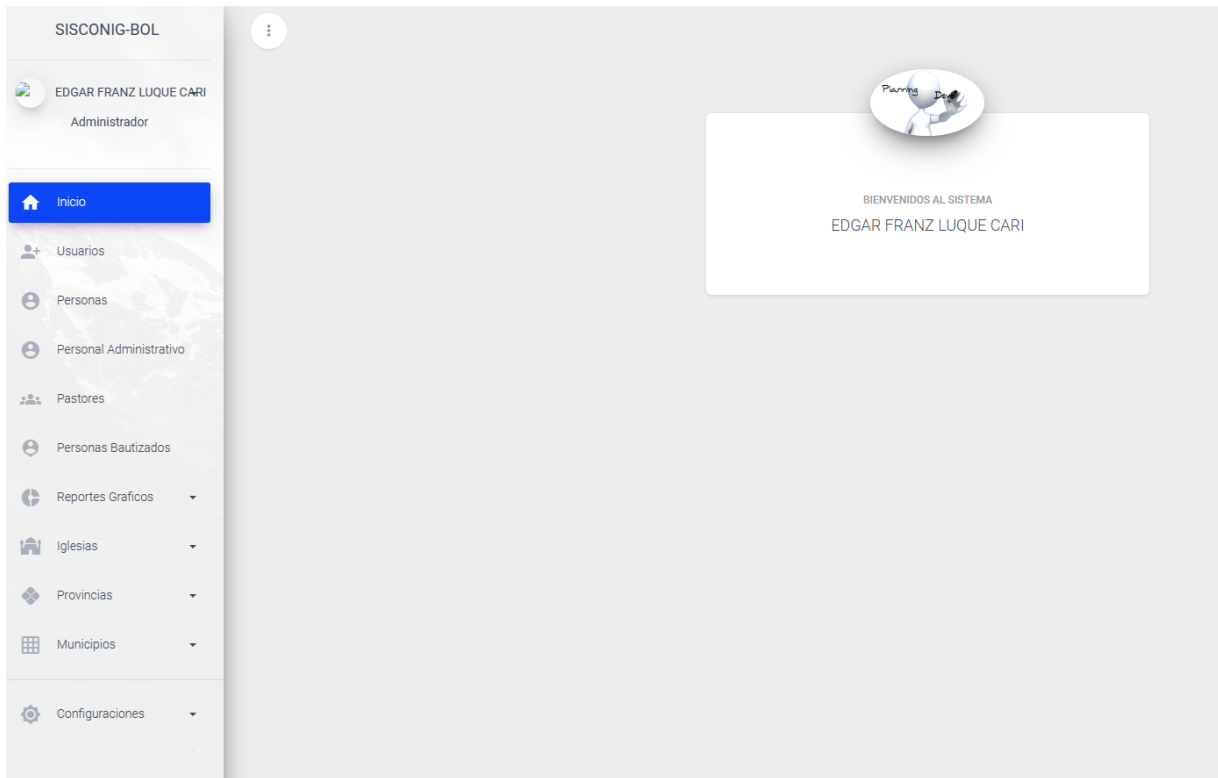 SISCONIG-BOL
EDGAR FRANZ LUQUE CARI
Administrador
Inicio
Usuarios
Personas
Personal Administrativo
Pastores
Personas Bautizados
Reportes Graficos
Iglesias
Provincias
Municipios
Configuraciones
Planning
BIENVENIDOS AL SISTEMA
EDGAR FRANZ LUQUE CARI